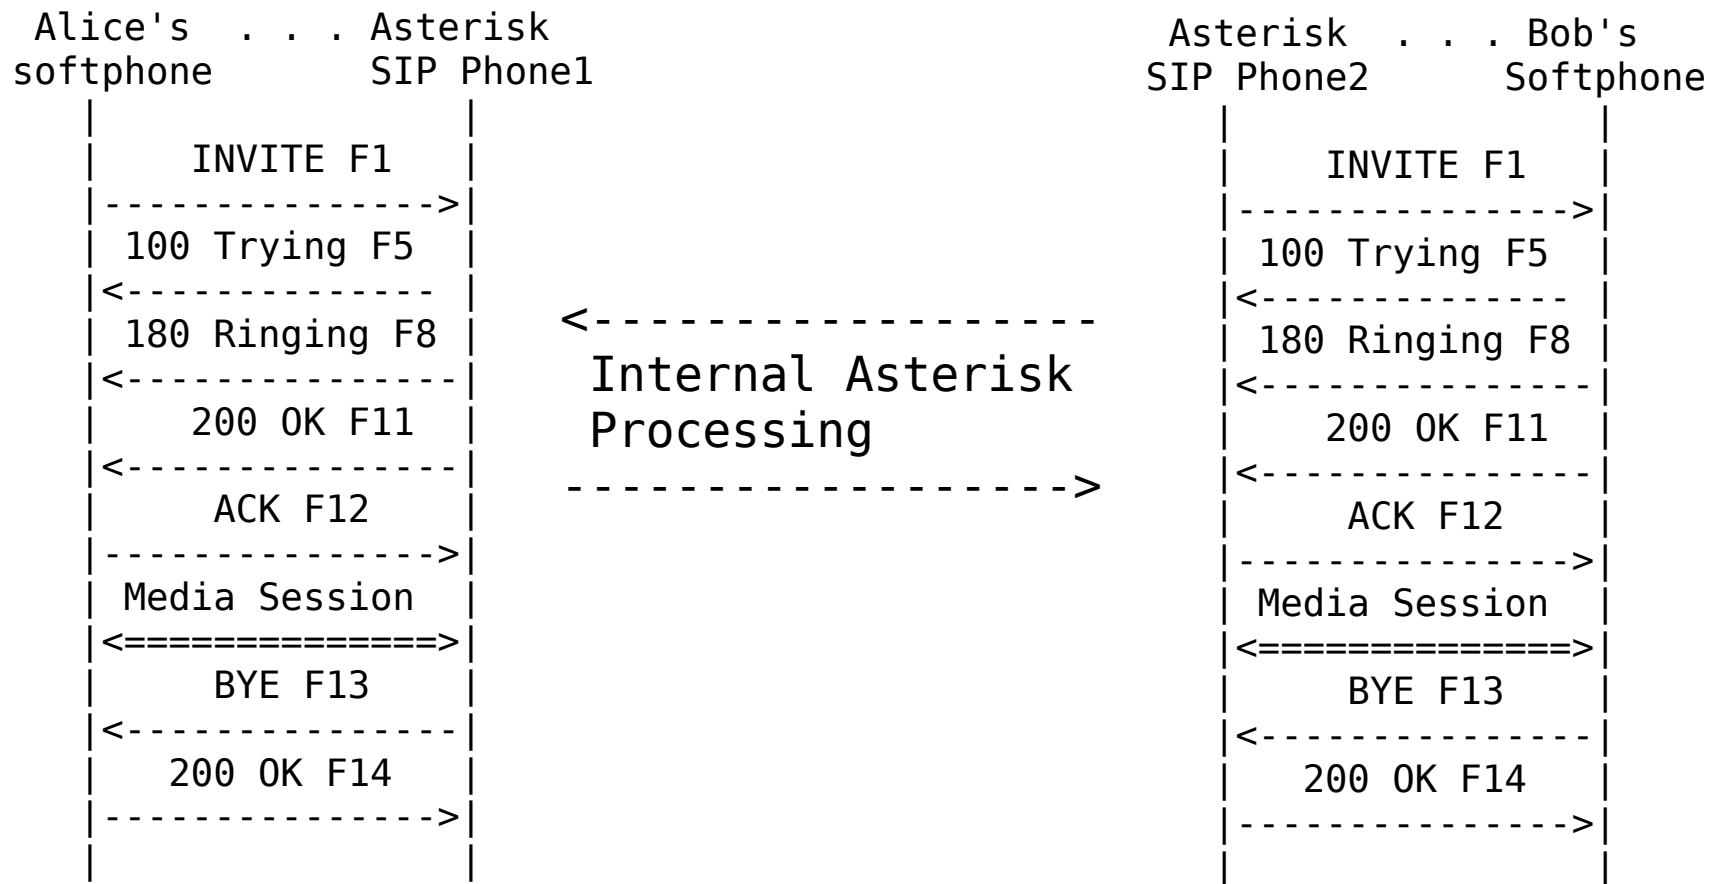 Alice's  . . . Asterisk
softphone       SIP Phone1
INVITE F1
--------------->
100 Trying F5
<--------------
180 Ringing F8
<---------------
200 OK F11
<---------------
ACK F12
--------------->
Media Session
<==============>
BYE F13
<---------------
200 OK F14
--------------->
<------------------
Internal Asterisk
Processing
------------------>
Asterisk  . . . Bob's
SIP Phone2      Softphone
INVITE F1
--------------->
100 Trying F5
<--------------
180 Ringing F8
<---------------
200 OK F11
<---------------
ACK F12
--------------->
Media Session
<==============>
BYE F13
<---------------
200 OK F14
--------------->